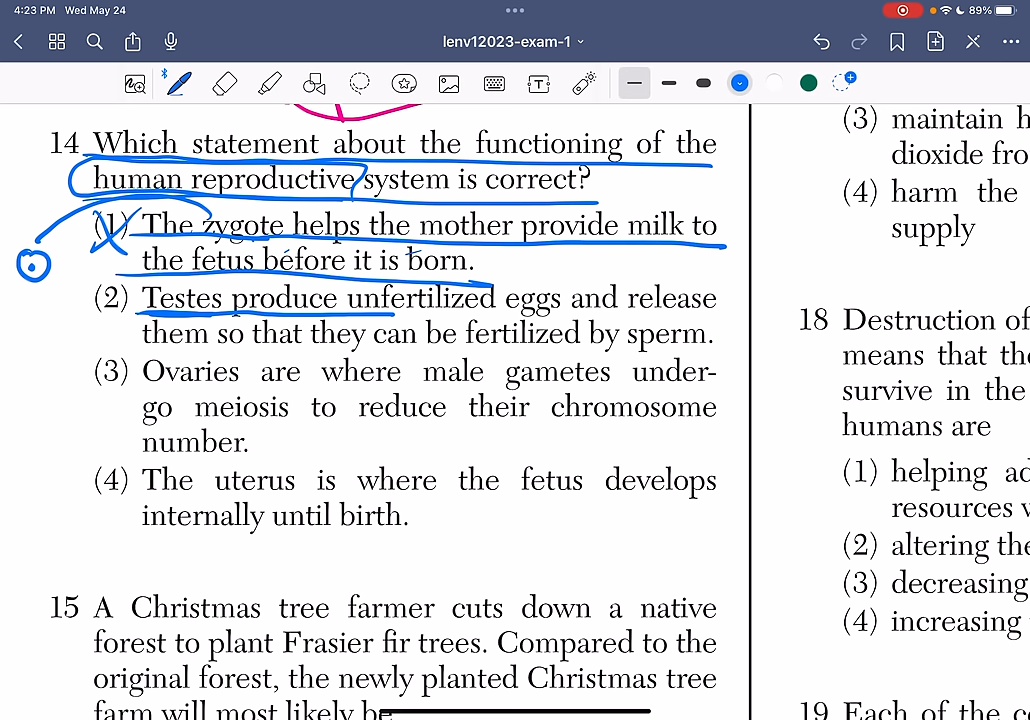 4:23 PM Wed May 24
89%
lenv12023-exam-1
14 Which statement about the functioning of the
human reproductive system is correct?
(1) The zygote helps the mother provide milk to
the fetus before it is born.
(2) Testes produce unfertilized eggs and release
them so that they can be fertilized by sperm.
(3) Ovaries are where male gametes under-
go meiosis to reduce their chromosome
number.
(4) The uterus is where the fetus develops
internally until birth.
15 A Christmas tree farmer cuts down a native
forest to plant Frasier fir trees. Compared to the
original forest, the newly planted Christmas tree
farm will most likely be
(3) maintain h
dioxide fro
(4) harm the
supply
18 Destruction of
means that the
survive in the
humans are
(1) helping ad
resources w
(2) altering the
(3) decreasing
(4) increasing
19 Each of the co